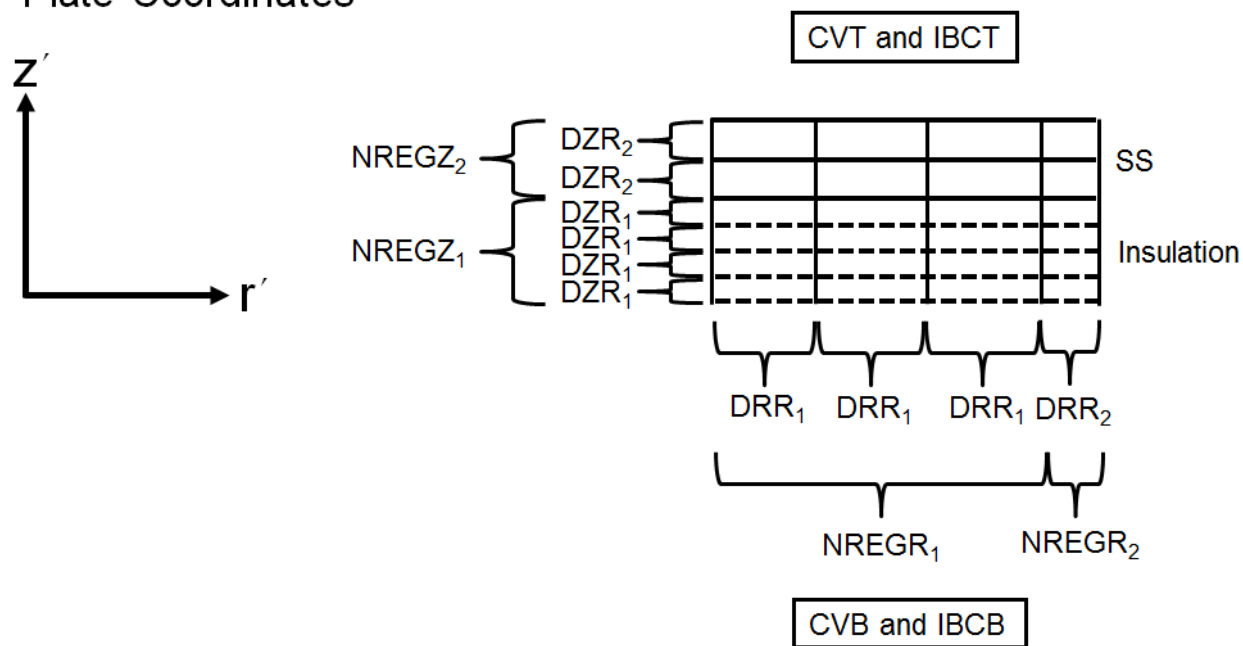 Plate Coordinates
CVT and IBCT
z´
NREGZ₂
DZR₂
SS
DZR₂
DZR₁
NREGZ₁
DZR₁
Insulation
DZR₁
DZR₁
r´
DRR₁ DRR₁ DRR₁ DRR₂
NREGR₁ NREGR₂
CVB and IBCB